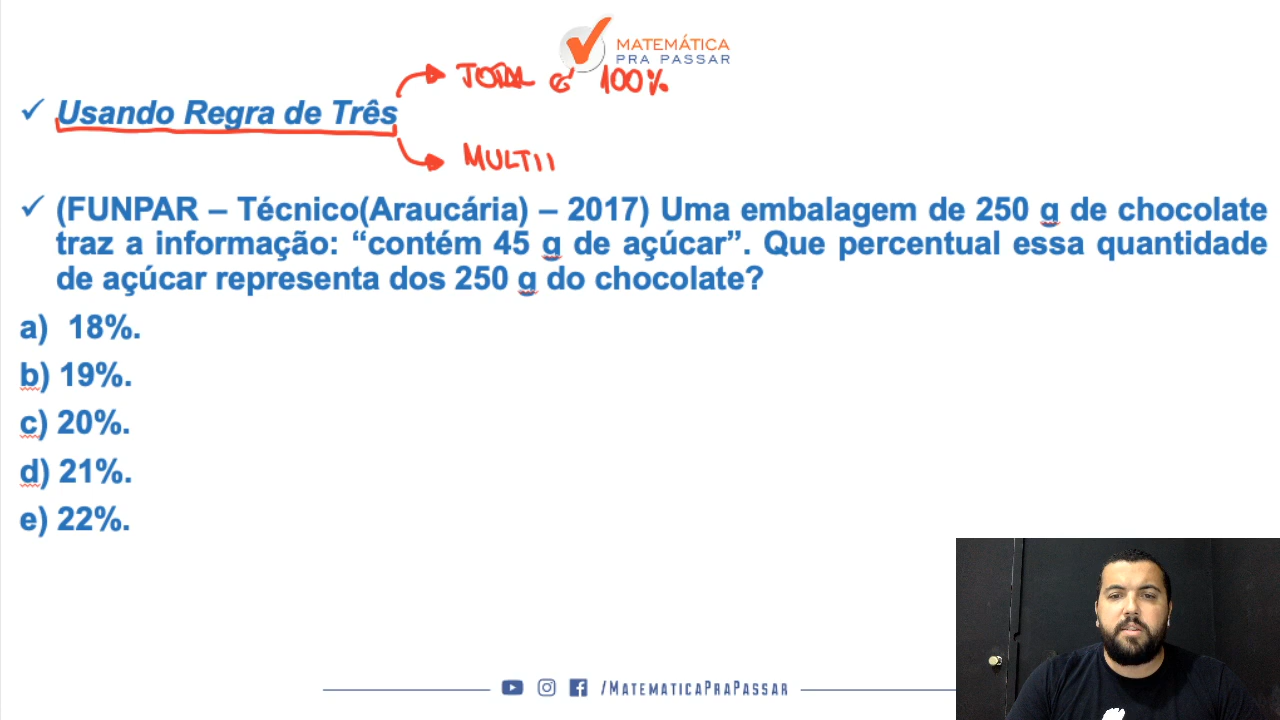 MATEMÁTICA
PRA PASSAR
TOTAL é 100%
✓ Usando Regra de Três
MULTI
✓ (FUNPAR – Técnico(Araucária) – 2017) Uma embalagem de 250 g de chocolate
traz a informação: “contém 45 g de açúcar”. Que percentual essa quantidade
de açúcar representa dos 250 g do chocolate?
a) 18%.
b) 19%.
c) 20%.
d) 21%.
e) 22%.
/MATEMATICAPRAPASSAR